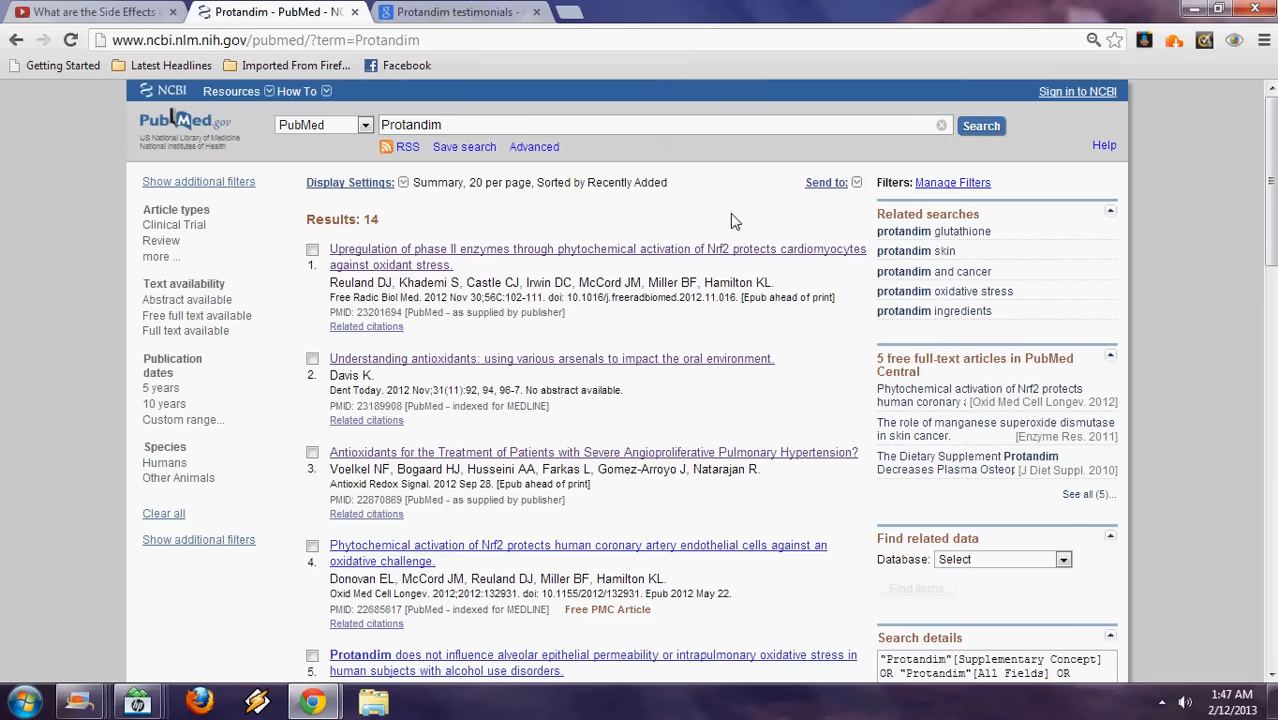 What are the Side Effects
Protandim - PubMed - NC
Protandim testimonials -
www.ncbi.nlm.nih.gov/pubmed/?term=Protandim
Getting Started
Latest Headlines
Imported From Firef...
Facebook
NCBI Resources How To
Sign in to NCBI
PubMed.gov
US National Library of Medicine
National Institutes of Health
PubMed
Protandim
Search
RSS
Save search
Advanced
Help
Show additional filters
Article types
Clinical Trial
Review
more ...
Text availability
Abstract available
Free full text available
Full text available
Publication
dates
5 years
10 years
Custom range...
Species
Humans
Other Animals
Clear all
Show additional filters
Display Settings: Summary, 20 per page, Sorted by Recently Added
Send to:
Results: 14
Upregulation of phase II enzymes through phytochemical activation of Nrf2 protects cardiomyocytes
1. against oxidant stress.
Reuland DJ, Khademi S, Castle CJ, Irwin DC, McCord JM, Miller BF, Hamilton KL.
Free Radic Biol Med. 2012 Nov 30;56C:102-111. doi: 10.1016/j.freeradbiomed.2012.11.016. [Epub ahead of print]
PMID: 23201694 [PubMed - as supplied by publisher]
Related citations
Understanding antioxidants: using various arsenals to impact the oral environment.
2. Davis K.
Dent Today. 2012 Nov;31(11):92, 94, 96-7. No abstract available.
PMID: 23189908 [PubMed - indexed for MEDLINE]
Related citations
Antioxidants for the Treatment of Patients with Severe Angioproliferative Pulmonary Hypertension?
3. Voelkel NF, Bogaard HJ, Husseini AA, Farkas L, Gomez-Arroyo J, Natarajan R.
Antioxid Redox Signal. 2012 Sep 28. [Epub ahead of print]
PMID: 22870869 [PubMed - as supplied by publisher]
Related citations
Phytochemical activation of Nrf2 protects human coronary artery endothelial cells against an
4. oxidative challenge.
Donovan EL, McCord JM, Reuland DJ, Miller BF, Hamilton KL.
Oxid Med Cell Longev. 2012;2012:132931. doi: 10.1155/2012/132931. Epub 2012 May 22.
PMID: 22685617 [PubMed - indexed for MEDLINE] Free PMC Article
Related citations
Protandim does not influence alveolar epithelial permeability or intrapulmonary oxidative stress in
5. human subjects with alcohol use disorders.
Filters: Manage Filters
Related searches
protandim glutathione
protandim skin
protandim and cancer
protandim oxidative stress
protandim ingredients
5 free full-text articles in PubMed
Central
Phytochemical activation of Nrf2 protects
human coronary [Oxid Med Cell Longev. 2012]
The role of manganese superoxide dismutase
in skin cancer. [Enzyme Res. 2011]
The Dietary Supplement Protandim
Decreases Plasma Osteop [J Diet Suppl. 2010]
See all (5)...
Find related data
Database: Select
Find items
Search details
"Protandim"[Supplementary Concept]
OR "Protandim"[All Fields] OR
1:47 AM
2/12/2013